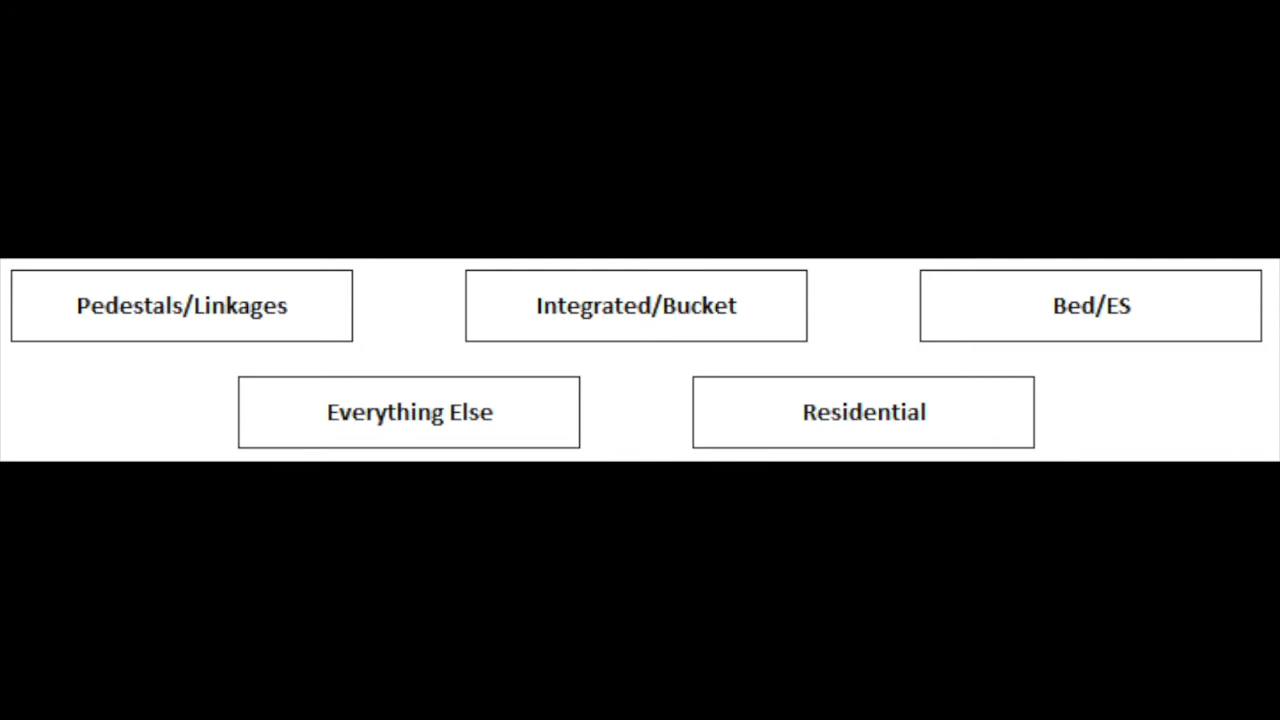 Pedestals/Linkages
Integrated/Bucket
Bed/ES
Everything Else
Residential